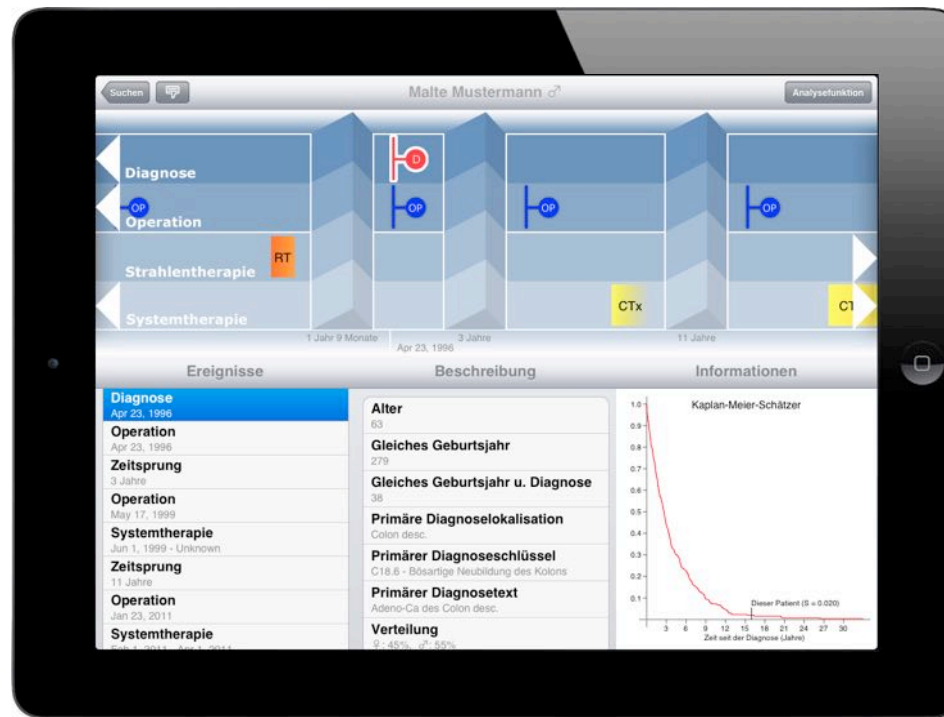 Suchen
Malte Mustermann ♂
Analysefunktion
D
Diagnose
OP OP OP OP
Operation
RT
Strahlentherapie
CTx
Systemtherapie
1 Jahr 9 Monate
3 Jahre
11 Jahre
Apr 23, 1996
Ereignisse
Beschreibung
Informationen
Diagnose
Apr 23, 1996
Operation
Apr 23, 1996
Zeitsprung
3 Jahre
Operation
May 17, 1999
Systemtherapie
Jun 1, 1999 - Unknown
Zeitsprung
11 Jahre
Operation
Jan 23, 2011
Systemtherapie
Feb 1, 2011 - Apr 1, 2011
Alter
63
Gleiches Geburtsjahr
279
Gleiches Geburtsjahr u. Diagnose
38
Primäre Diagnoselokalisation
Colon desc.
Primärer Diagnoseschlüssel
C18.6 - Bösartige Neubildung des Kolons
Primärer Diagnosetext
Adeno-Ca des Colon desc.
Verteilung
♀: 45%, ♂: 55%
Kaplan-Meier-Schätzer
1.0
0.9
0.8
0.7
0.6
0.5
0.4
0.3
0.2
0.1
Dieser Patient (S = 0.020)
3 6 9 12 15 18 21 24 27 30
Zeit seit der Diagnose (Jahre)